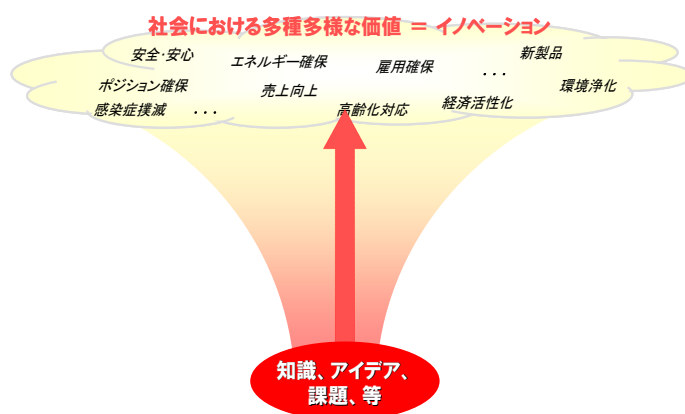 社会における多種多様な価値 ＝ イノベーション
安全･安心
エネルギー確保
雇用確保
新製品
・・・
ポジション確保
売上向上
環境浄化
感染症撲滅
・・・
高齢化対応
経済活性化
知識、アイデア、
課題、等